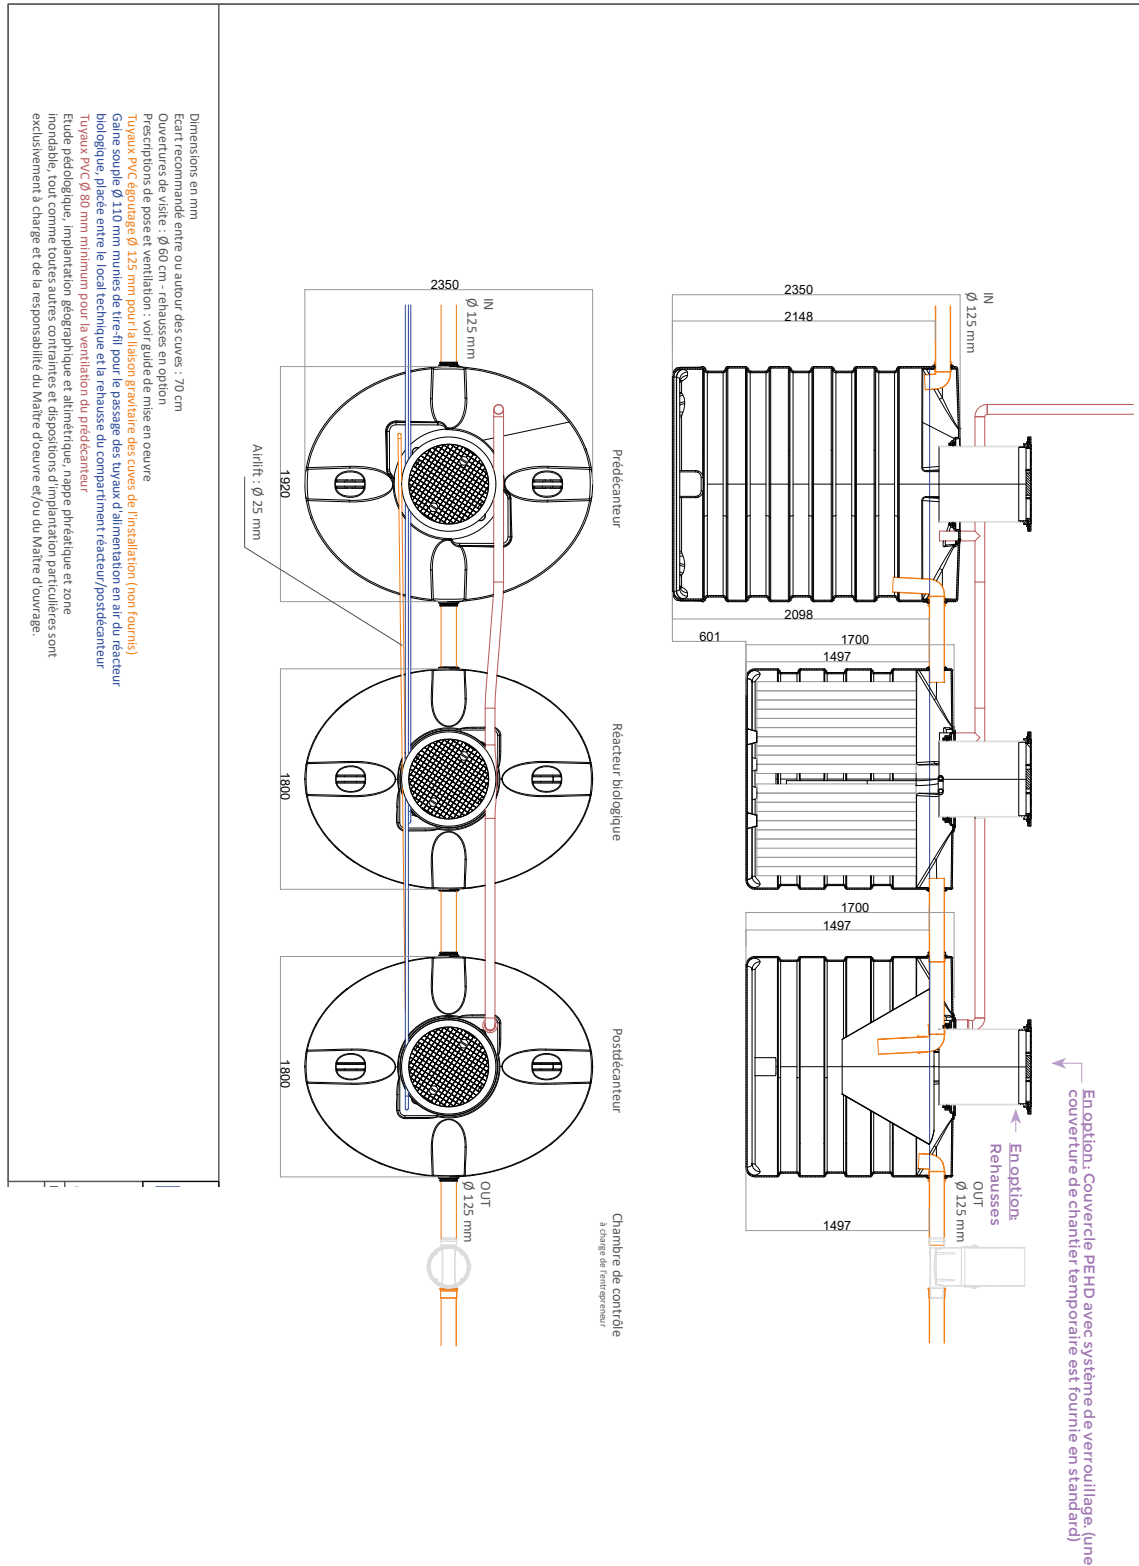 En option : Couvercle PEHD avec système de verrouillage. (une
couverture de chantier temporaire est fournie en standard)
En option:
Rehausses
IN
Ø 125 mm
2350
2148
2098
601
1700
1497
1700
1497
1497
OUT
Ø 125 mm
Prédécanteur
Réacteur biologique
Postdécanteur
Chambre de contrôle
à charge de l'entrepreneur
IN
Ø 125 mm
2350
1920
1800
1800
OUT
Ø 125 mm
Airlift : Ø 25 mm
Dimensions en mm
Ecart recommandé entre ou autour des cuves : 70 cm
Ouvertures de visite : Ø 60 cm - rehausses en option
Prescriptions de pose et ventilation : voir guide de mise en oeuvre
Tuyaux PVC égoutage Ø 125 mm pour la liaison gravitaire des cuves de l'installation (non fournis)
Gaine souple Ø 110 mm munies de tire-fil pour le passage des tuyaux d'alimentation en air du réacteur
biologique, placée entre le local technique et la rehausse du compartiment réacteur/postdécanteur
Tuyaux PVC Ø 80 mm minimum pour la ventilation du prédécanteur
Etude pédologique, implantation géographique et altimétrique, nappe phréatique et zone
inondable, tout comme toutes autres contraintes et dispositions d'implantation particulières sont
exclusivement à charge et de la responsabilité du Maître d'oeuvre et/ou du Maître d'ouvrage.